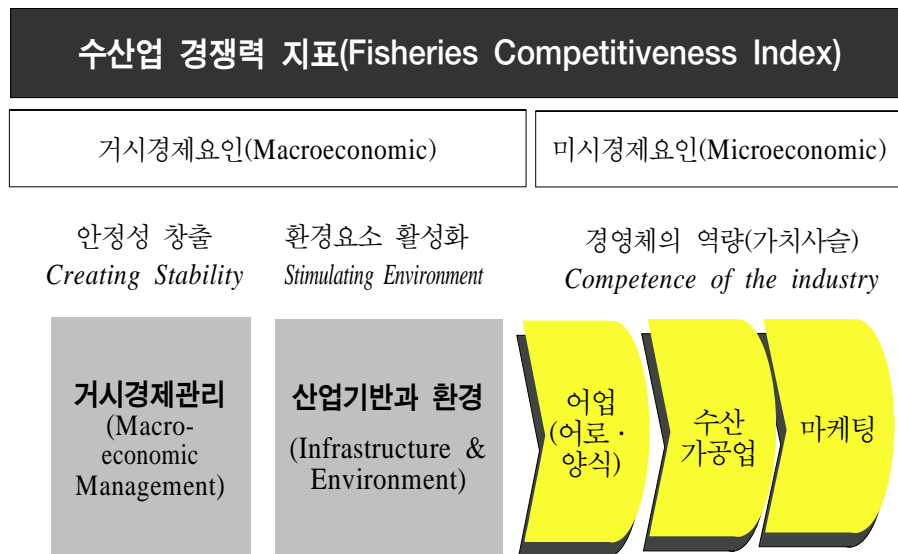 수산업 경쟁력 지표(Fisheries Competitiveness Index)
거시경제요인(Macroeconomic)
미시경제요인(Microeconomic)
안정성 창출
Creating Stability
환경요소 활성화
Stimulating Environment
경영체의 역량(가치사슬)
Competence of the industry
거시경제관리
(Macro-
economic
Management)
산업기반과 환경
(Infrastructure &
Environment)
어업
(어로·
양식)
수산
가공업
마케팅